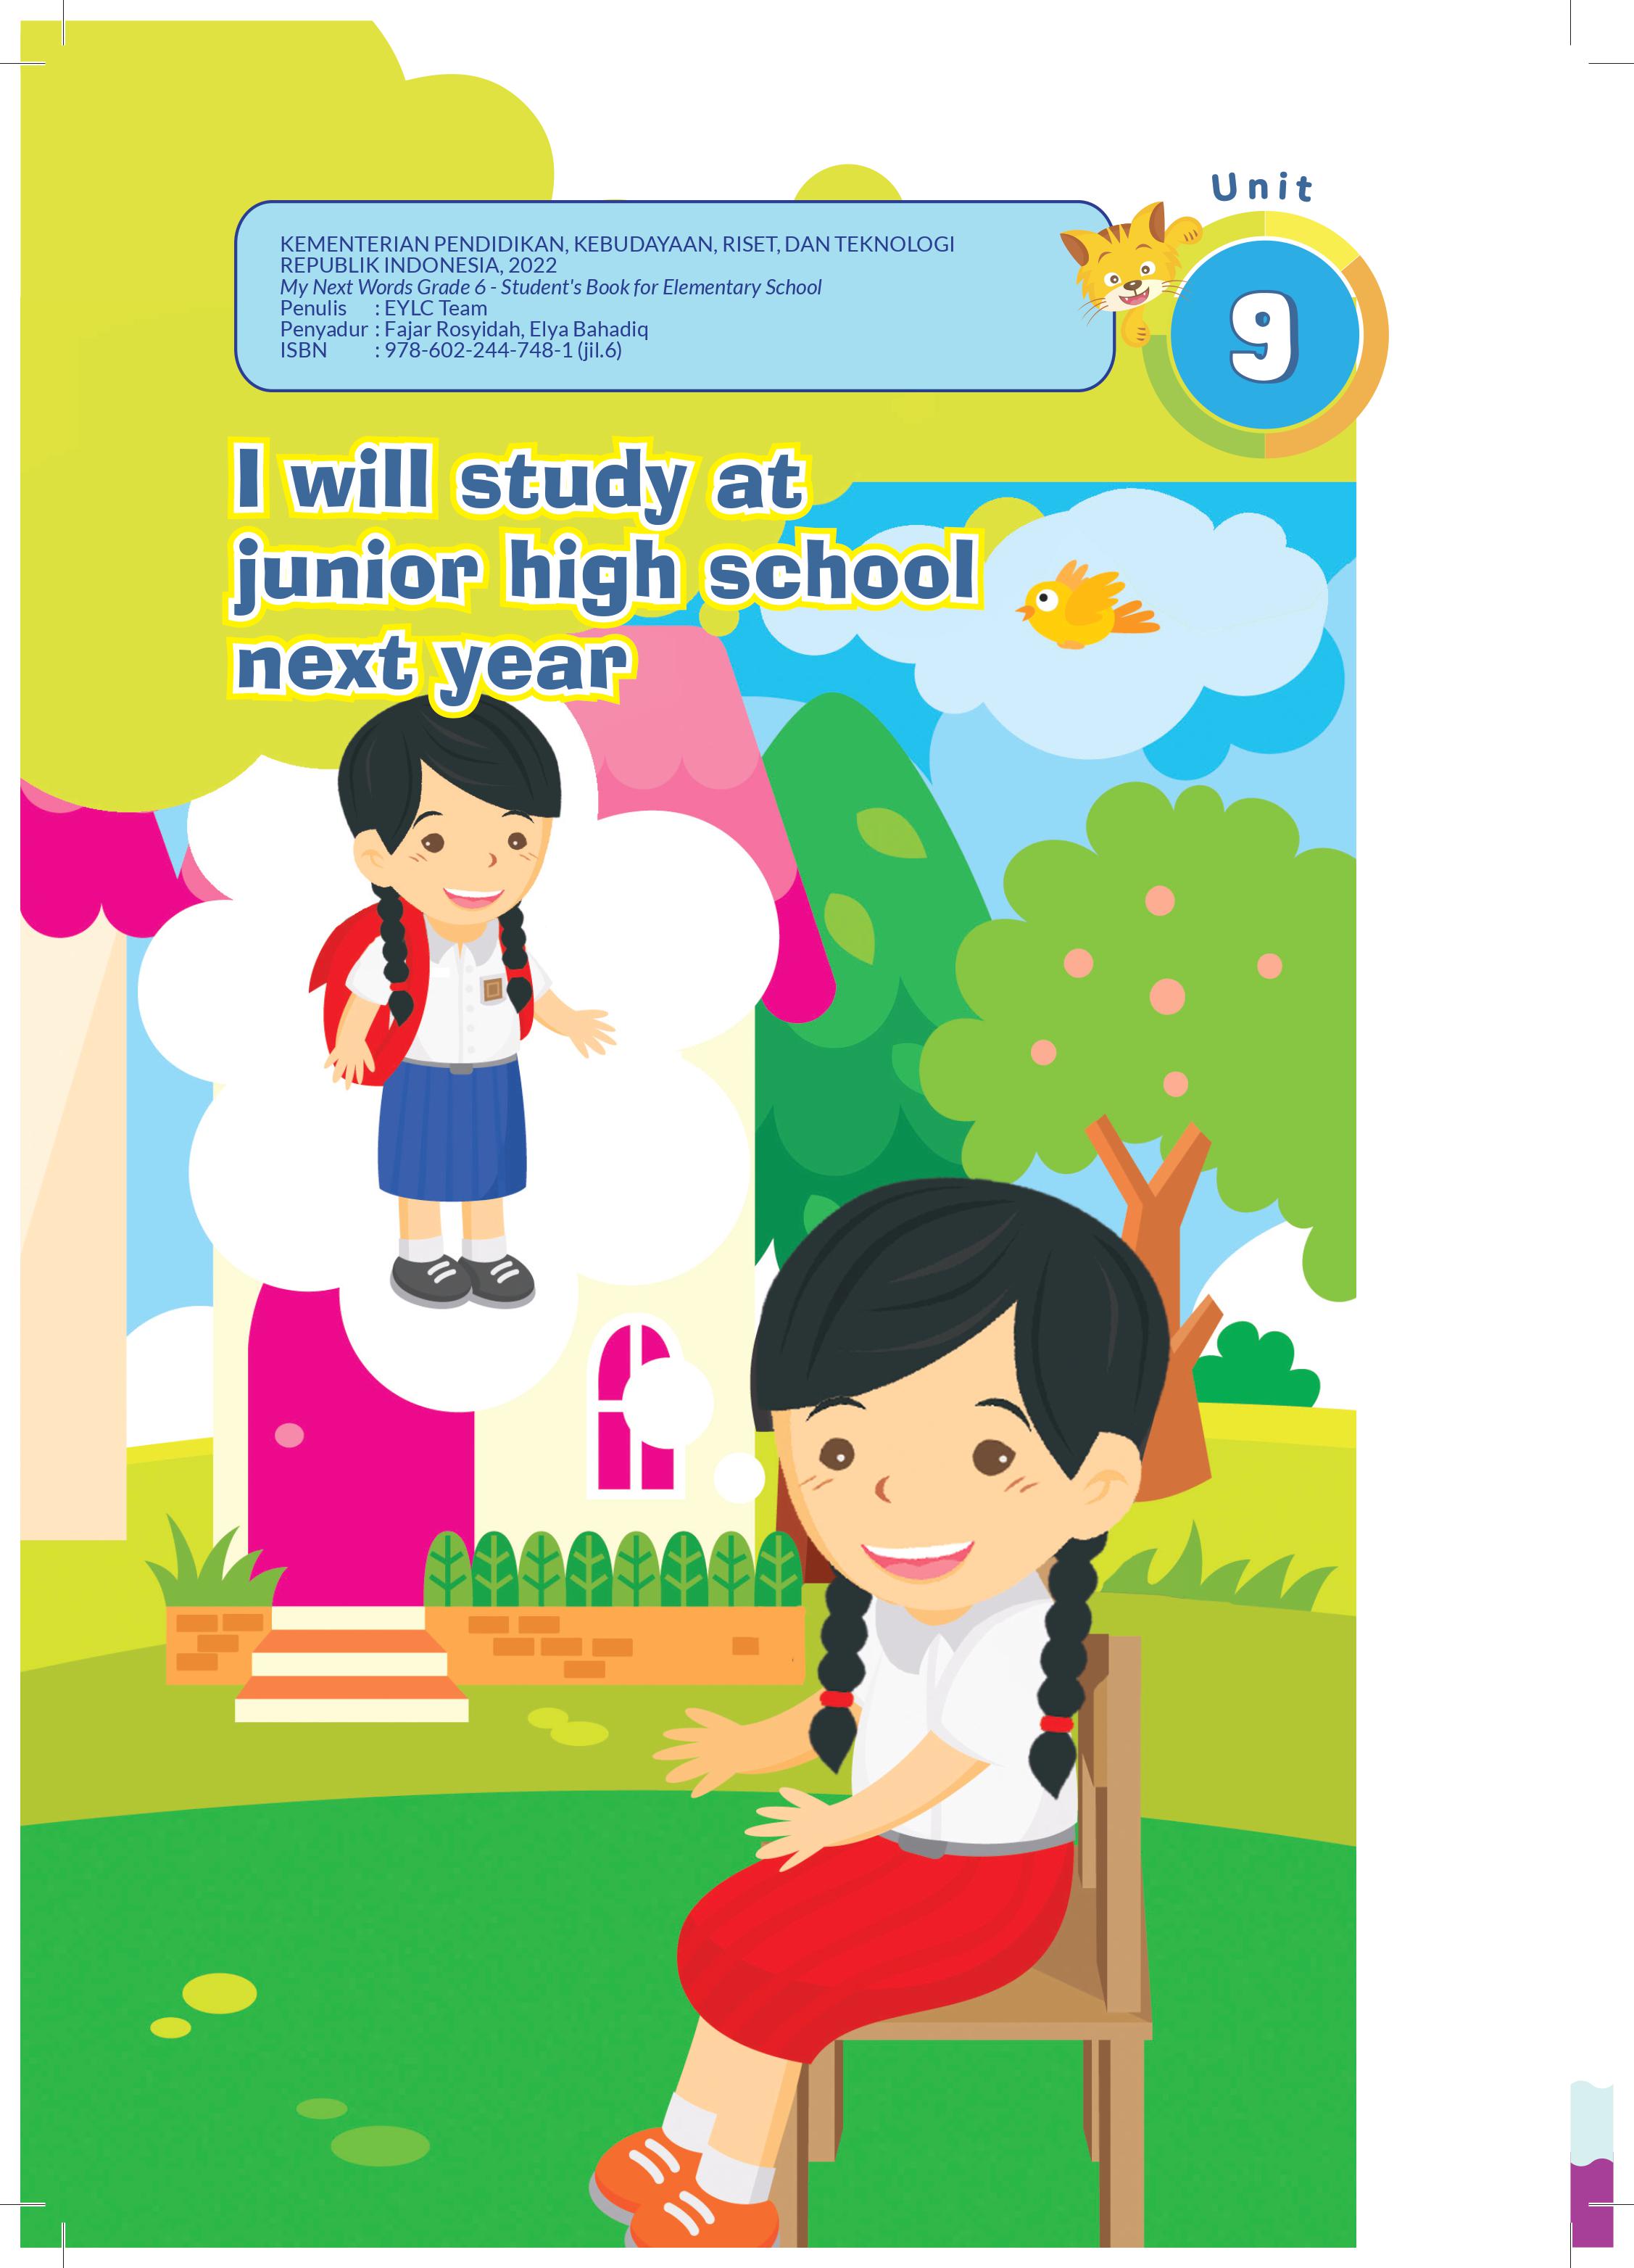 Unit
9
KEMENTERIAN PENDIDIKAN, KEBUDAYAAN, RISET, DAN TEKNOLOGI
REPUBLIK INDONESIA, 2022
My Next Words Grade 6 - Student's Book for Elementary School
Penulis : EYLC Team
Penyadur : Fajar Rosyidah, Elya Bahadiq
ISBN : 978-602-244-748-1 (jil.6)
I will study at
junior high school
next year